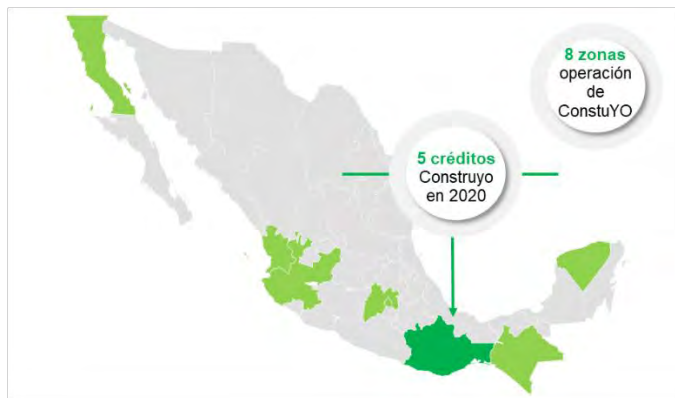 8 zonas
operación
de
ConstuYO
5 créditos
Construyo
en 2020